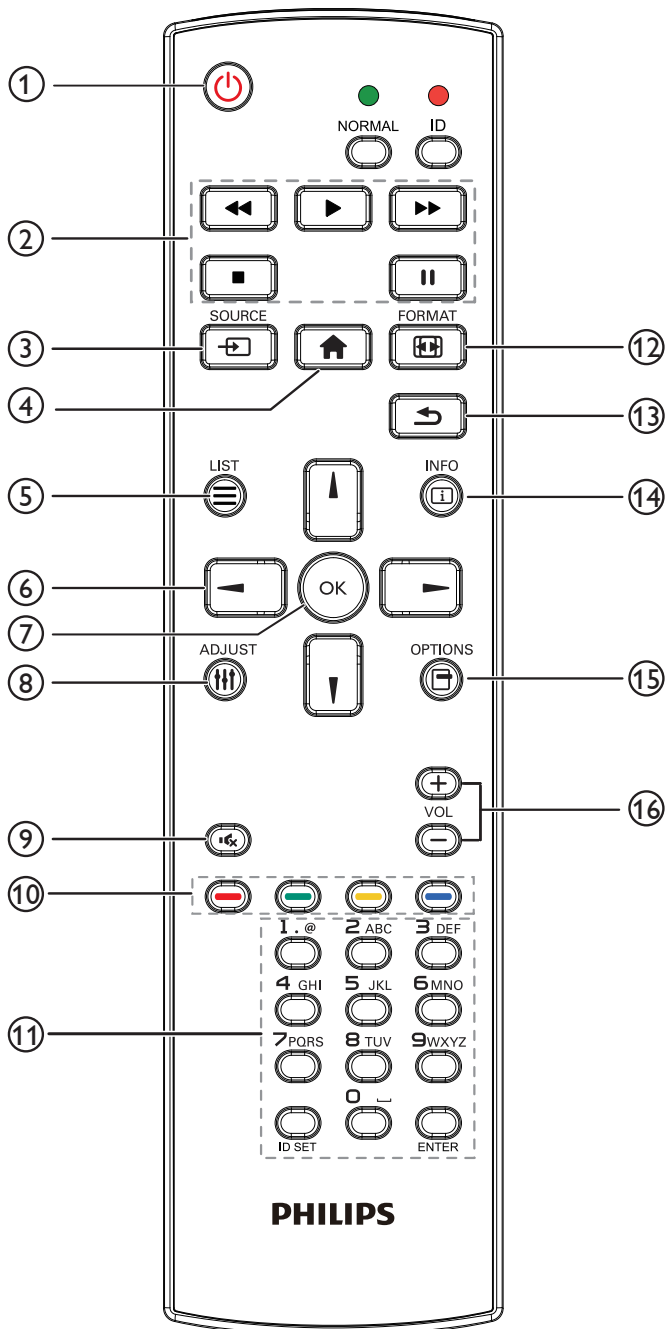 ①
NORMAL ID
②
SOURCE FORMAT
③ ⑫
④ ⑬
LIST INFO
⑤ ⑭
⑥
OK
⑦
ADJUST OPTIONS
⑧ ⑮
VOL
⑨ ⑯
⑩
1 . @ 2 ABC 3 DEF
4 GHI 5 JKL 6 MNO
⑪
7 PQRS 8 TUV 9 WXYZ
0 ⎵
ID SET ENTER
PHILIPS